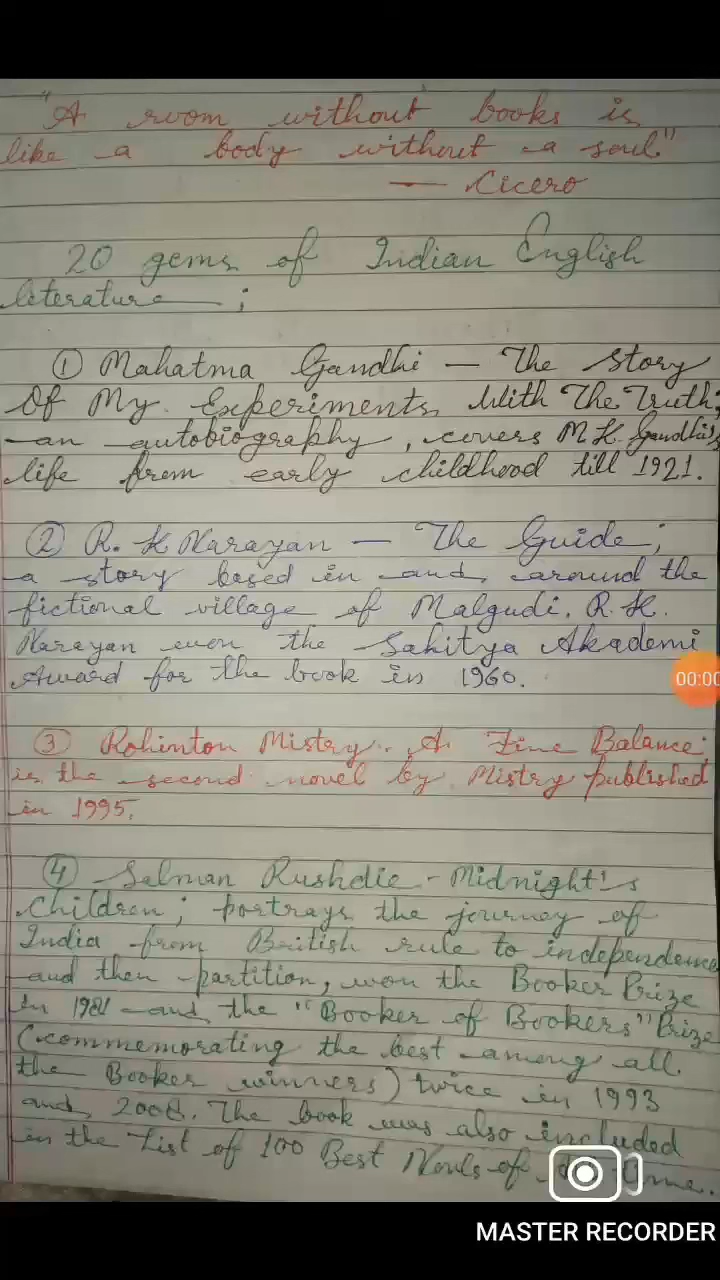 "A room without books is
like a body without a soul"
— Cicero
20 gems of Indian English
literature ;
① Mahatma Gandhi — The Story
Of My Experiments With The Truth;
an autobiography, covers M K Gandhi's
life from early childhood till 1921.
② R. K Narayan — The Guide;
a story based in and around the
fictional village of Malgudi. R. K.
Narayan won the Sahitya Akademi
Award for the book in 1960.
00:00
③ Rohinton Mistry. A Fine Balance;
is the second novel by Mistry published
in 1995.
④ Salman Rushdie - Midnight's
Children; portrays the journey of
India from British rule to independence
and then partition, won the Booker Prize
in 1981 and the "Booker of Bookers" Prize
(commemorating the best among all
the Booker winners) twice in 1993
and 2008. The book was also included
in the List of 100 Best Novels of Time.
MASTER RECORDER